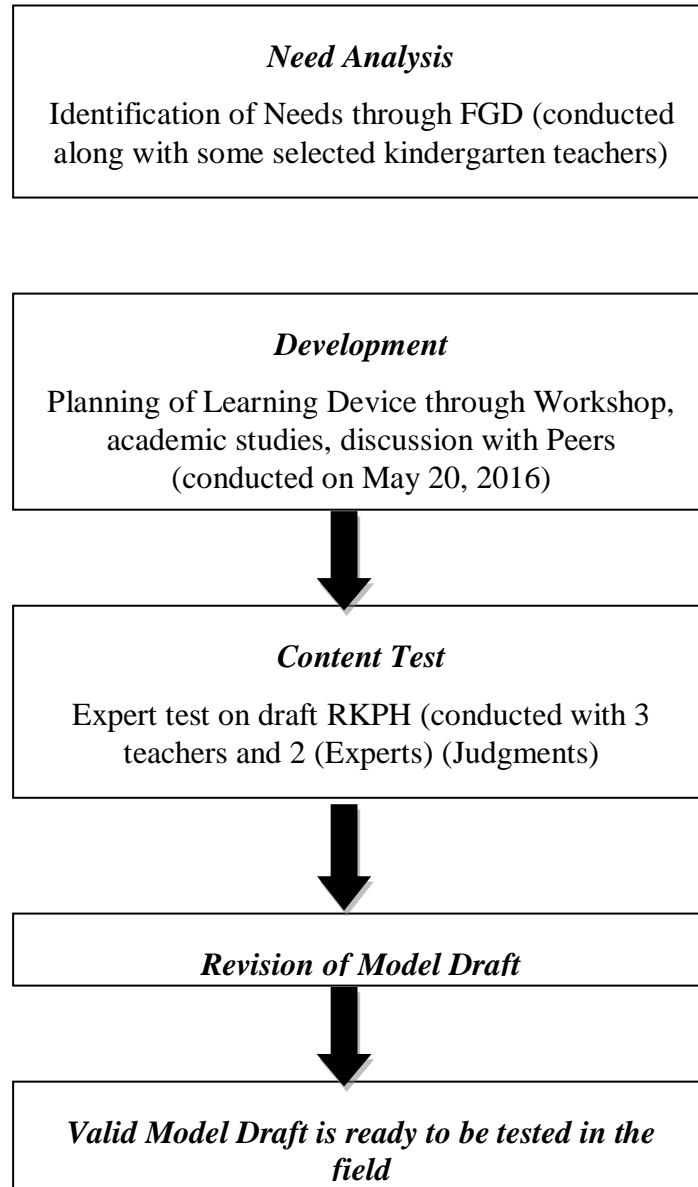 Need Analysis
Identification of Needs through FGD (conducted
along with some selected kindergarten teachers)
Development
Planning of Learning Device through Workshop,
academic studies, discussion with Peers
(conducted on May 20, 2016)
Content Test
Expert test on draft RKPH (conducted with 3
teachers and 2 (Experts) (Judgments)
Revision of Model Draft
Valid Model Draft is ready to be tested in the
field